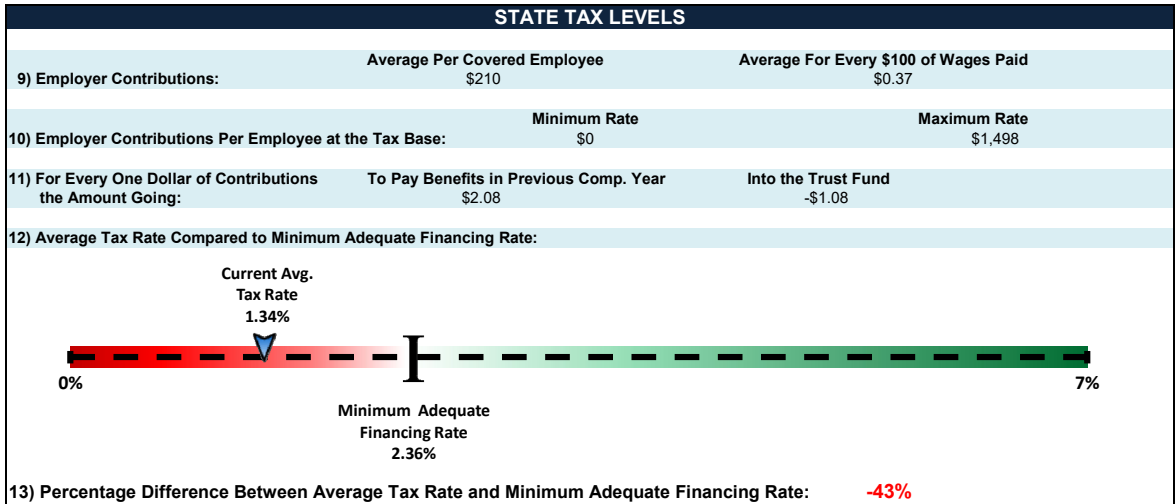 STATE TAX LEVELS
Average Per Covered Employee Average For Every $100 of Wages Paid
9) Employer Contributions: $210 $0.37
Minimum Rate Maximum Rate
10) Employer Contributions Per Employee at the Tax Base: $0 $1,498
11) For Every One Dollar of Contributions To Pay Benefits in Previous Comp. Year Into the Trust Fund
the Amount Going: $2.08 -$1.08
12) Average Tax Rate Compared to Minimum Adequate Financing Rate:
Current Avg.
Tax Rate
1.34%
0% 7%
Minimum Adequate
Financing Rate
2.36%
13) Percentage Difference Between Average Tax Rate and Minimum Adequate Financing Rate: -43%